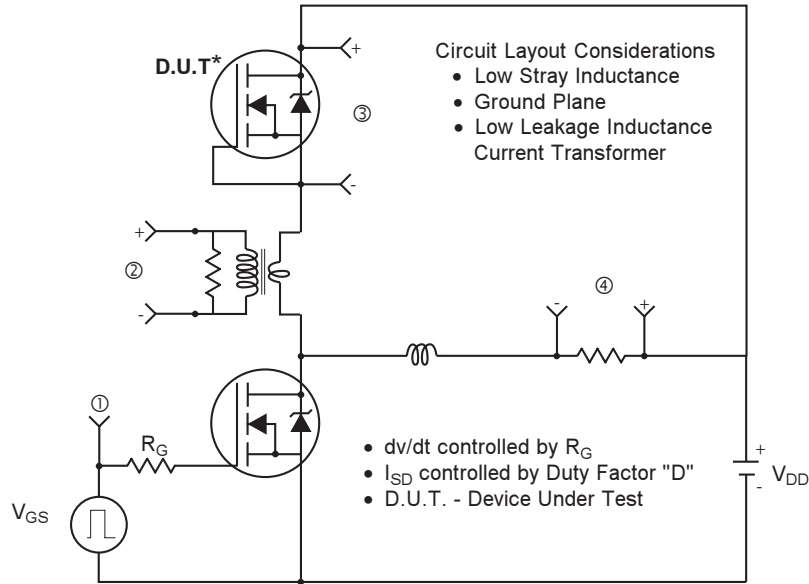 D.U.T*
+
③
-
Circuit Layout Considerations
• Low Stray Inductance
• Ground Plane
• Low Leakage Inductance
Current Transformer
+
②
-
④
-
+
①
R_G
V_GS
• dv/dt controlled by R_G
• I_SD controlled by Duty Factor "D"
• D.U.T. - Device Under Test
+
V_DD
-